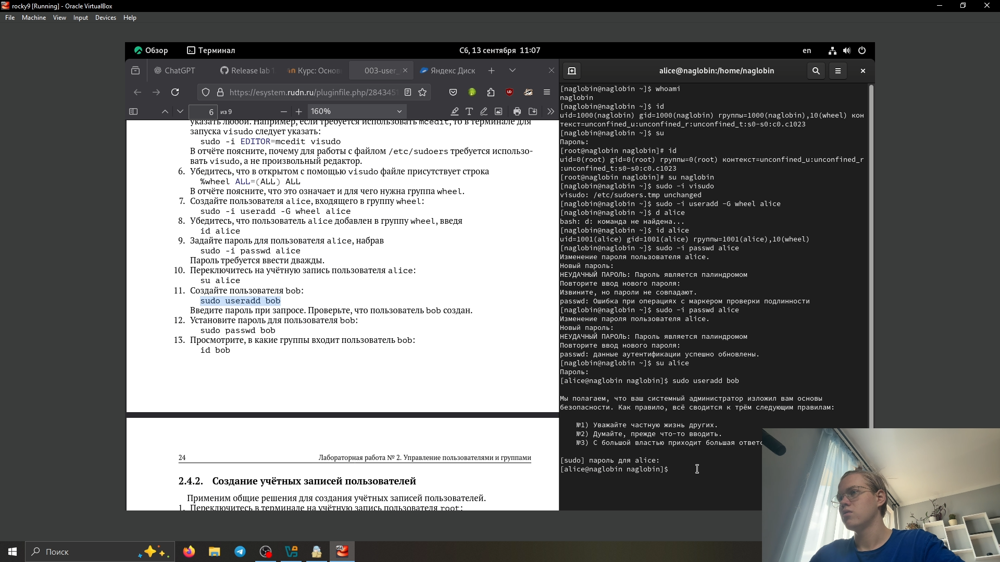 rocky9 [Running] - Oracle VirtualBox
File Machine View Input Devices Help
Обзор Терминал Сб, 13 сентября 11:07 en
ChatGPT Release lab Курс: Основ 003-user_ Яндекс Диск
https://esystem.rudn.ru/pluginfile.php/2843451
6 из 9 160%
указать любой. Например, если требуется использовать mcedit, то в терминале для
запуска visudo следует указать:
sudo -i EDITOR=mcedit visudo
В отчёте поясните, почему для работы с файлом /etc/sudoers требуется использо-
вать visudo, а не произвольный редактор.
6. Убедитесь, что в открытом с помощью visudo файле присутствует строка
%wheel ALL=(ALL) ALL
В отчёте поясните, что это означает и для чего нужна группа wheel.
7. Создайте пользователя alice, входящего в группу wheel:
sudo -i useradd -G wheel alice
8. Убедитесь, что пользователь alice добавлен в группу wheel, введя
id alice
9. Задайте пароль для пользователя alice, набрав
sudo -i passwd alice
Пароль требуется ввести дважды.
10. Переключитесь на учётную запись пользователя alice:
su alice
11. Создайте пользователя bob:
sudo useradd bob
Введите пароль при запросе. Проверьте, что пользователь bob создан.
12. Установите пароль для пользователя bob:
sudo passwd bob
13. Просмотрите, в какие группы входит пользователь bob:
id bob
24 Лабораторная работа № 2. Управление пользователями и группами
2.4.2. Создание учётных записей пользователей
Применим общие решения для создания учётных записей пользователей.
1. Переключитесь в терминале на учётную запись пользователя root:
alice@naglobin:/home/naglobin
[naglobin@naglobin ~]$ whoami
naglobin
[naglobin@naglobin ~]$ id
uid=1000(naglobin) gid=1000(naglobin) группы=1000(naglobin),10(wheel) кон
текст=unconfined_u:unconfined_r:unconfined_t:s0-s0:c0.c1023
[naglobin@naglobin ~]$ su
Пароль:
[root@naglobin naglobin]# id
uid=0(root) gid=0(root) группы=0(root) контекст=unconfined_u:unconfined_r
:unconfined_t:s0-s0:c0.c1023
[root@naglobin naglobin]# su naglobin
[naglobin@naglobin ~]$ sudo -i visudo
visudo: /etc/sudoers.tmp unchanged
[naglobin@naglobin ~]$ sudo -i useradd -G wheel alice
[naglobin@naglobin ~]$ d alice
bash: d: команда не найдена...
[naglobin@naglobin ~]$ id alice
uid=1001(alice) gid=1001(alice) группы=1001(alice),10(wheel)
[naglobin@naglobin ~]$ sudo -i passwd alice
Изменение пароля пользователя alice.
Новый пароль:
НЕУДАЧНЫЙ ПАРОЛЬ: Пароль является палиндромом
Повторите ввод нового пароля:
Извините, но пароли не совпадают.
passwd: Ошибка при операциях с маркером проверки подлинности
[naglobin@naglobin ~]$ sudo -i passwd alice
Изменение пароля пользователя alice.
Новый пароль:
НЕУДАЧНЫЙ ПАРОЛЬ: Пароль является палиндромом
Повторите ввод нового пароля:
passwd: данные аутентификации успешно обновлены.
[naglobin@naglobin ~]$ su alice
Пароль:
[alice@naglobin naglobin]$ sudo useradd bob
Мы полагаем, что ваш системный администратор изложил вам основы
безопасности. Как правило, всё сводится к трём следующим правилам:
№1) Уважайте частную жизнь других.
№2) Думайте, прежде что-то вводить.
№3) С большой властью приходит большая ответс
[sudo] пароль для alice:
[alice@naglobin naglobin]$
Поиск